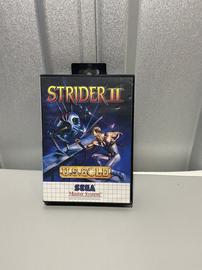 STRIDER II
U.S. GOLD
SEGA
Master System